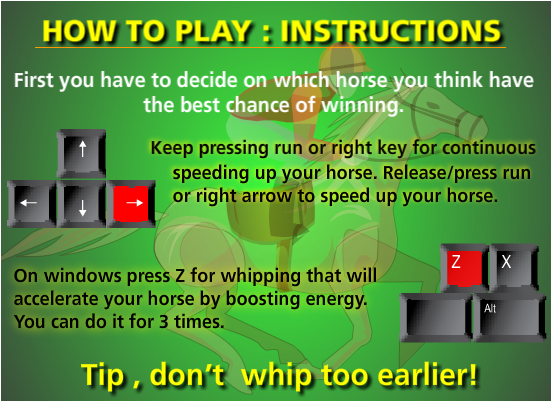 HOW TO PLAY : INSTRUCTIONS
First you have to decide on which horse you think have
the best chance of winning.
Keep pressing run or right key for continuous
speeding up your horse. Release/press run
or right arrow to speed up your horse.
Z X
Alt
On windows press Z for whipping that will
accelerate your horse by boosting energy.
You can do it for 3 times.
Tip , don't whip too earlier!